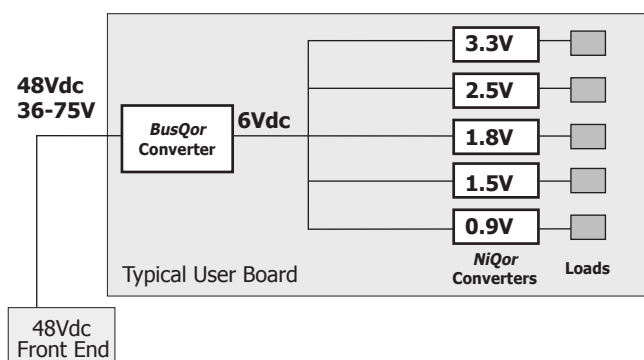 48Vdc
36-75V
BusQor
Converter
6Vdc
3.3V
2.5V
1.8V
1.5V
0.9V
NiQor
Converters
Loads
Typical User Board
48Vdc
Front End